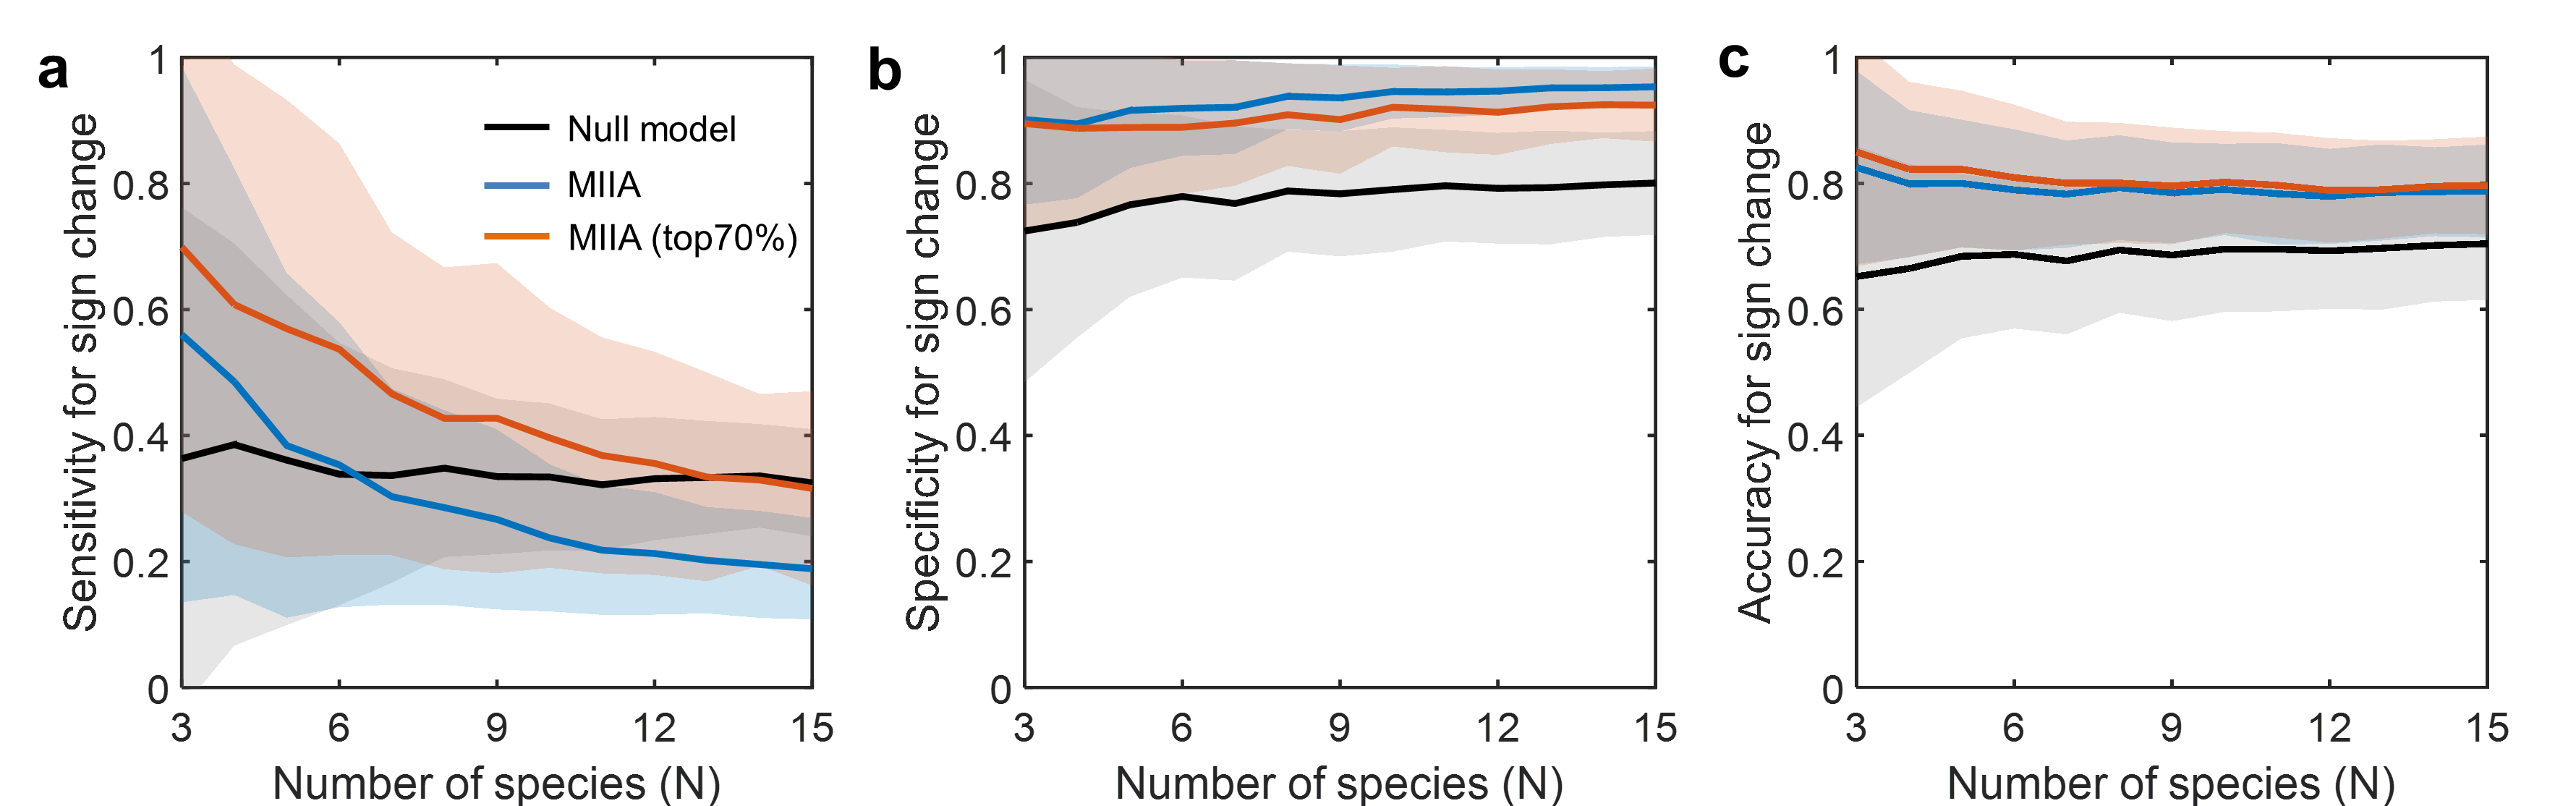 a
1
0.8
0.6
0.4
0.2
0
3
6
9
12
15
Sensitivity for sign change
Number of species (N)
Null model
MIIA
MIIA (top70%)
b
1
0.8
0.6
0.4
0.2
0
3
6
9
12
15
Specificity for sign change
Number of species (N)
c
1
0.8
0.6
0.4
0.2
0
3
6
9
12
15
Accuracy for sign change
Number of species (N)